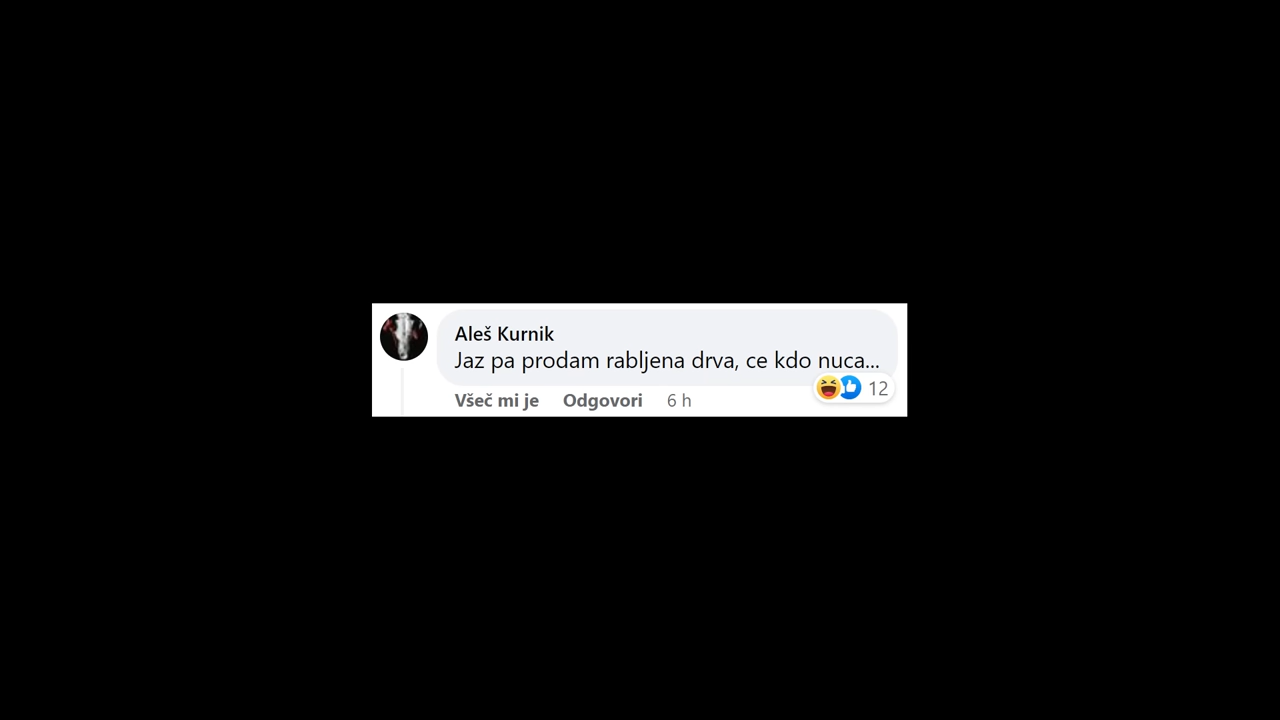 Aleš Kurnik
Jaz pa prodam rabljena drva, ce kdo nuca...
12
Všeč mi je Odgovori 6 h